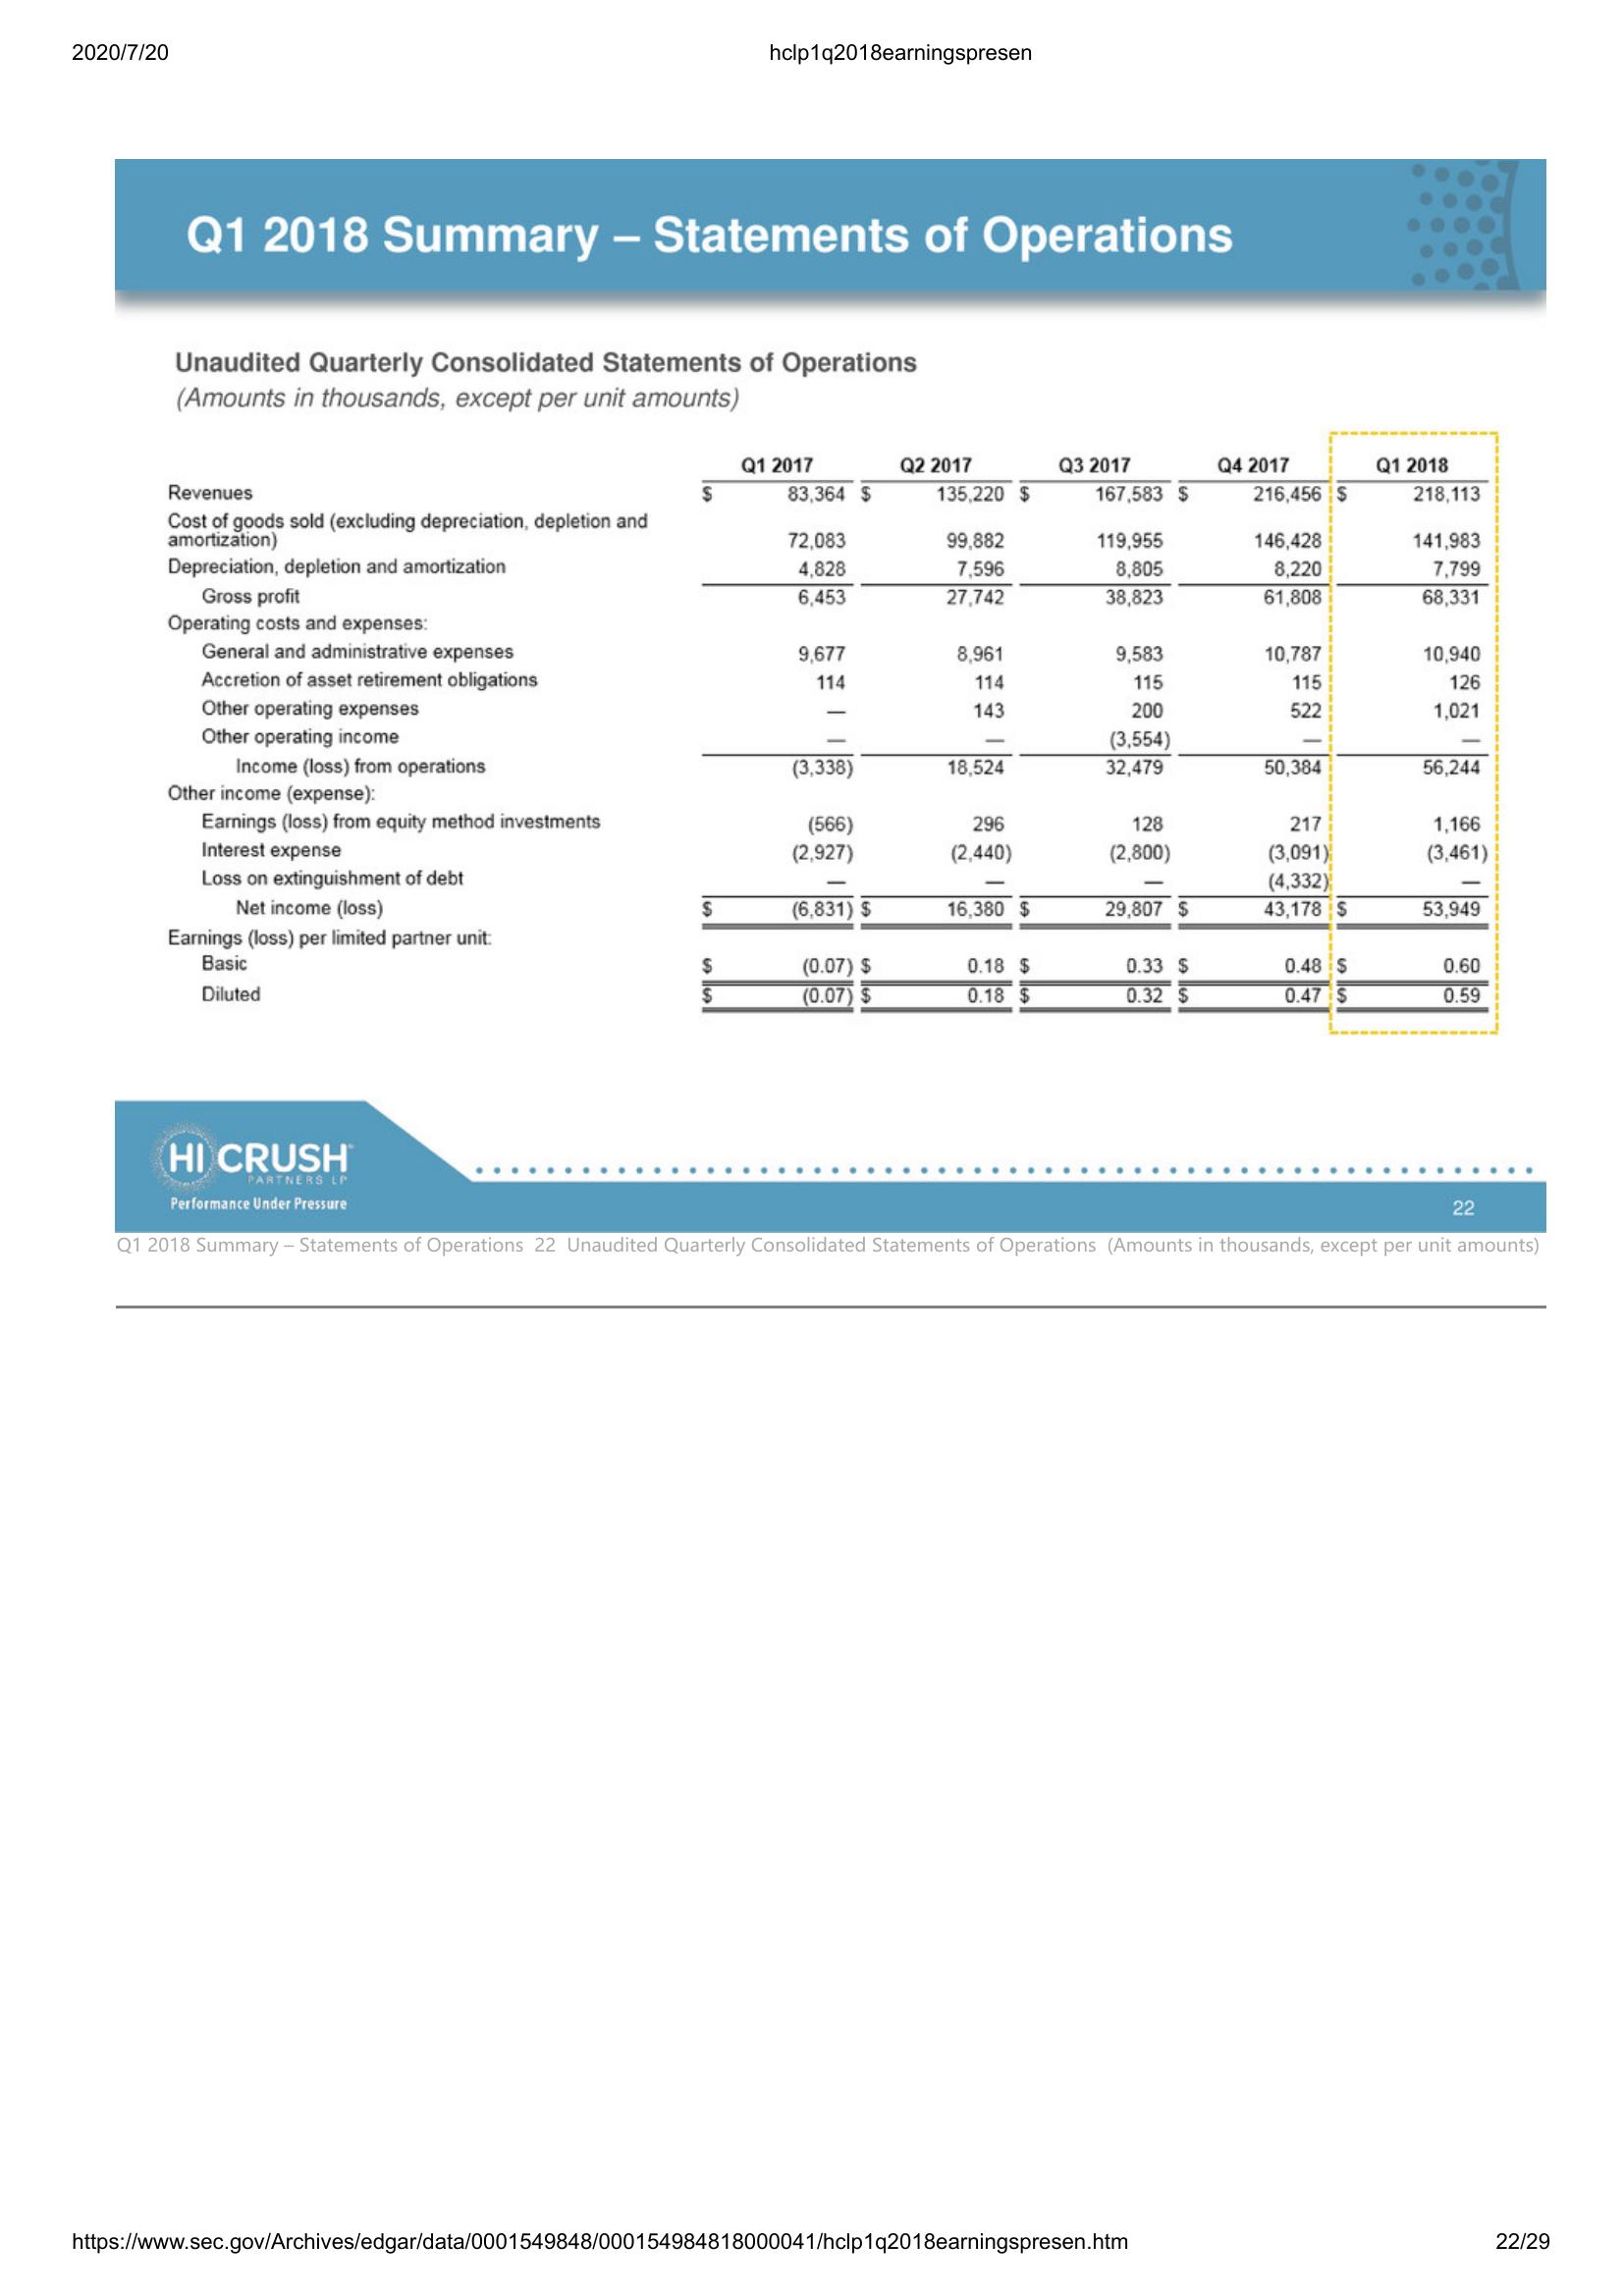 2020/7/20 hclp1q2018earningspresen
Q1 2018 Summary – Statements of Operations
Unaudited Quarterly Consolidated Statements of Operations
(Amounts in thousands, except per unit amounts)
Q1 2017 Q2 2017 Q3 2017 Q4 2017 Q1 2018
Revenues $ 83,364 $ 135,220 $ 167,583 $ 216,456 $ 218,113
Cost of goods sold (excluding depreciation, depletion and
amortization) 72,083 99,882 119,955 146,428 141,983
Depreciation, depletion and amortization 4,828 7,596 8,805 8,220 7,799
Gross profit 6,453 27,742 38,823 61,808 68,331
Operating costs and expenses:
General and administrative expenses 9,677 8,961 9,583 10,787 10,940
Accretion of asset retirement obligations 114 114 115 115 126
Other operating expenses — 143 200 522 1,021
Other operating income — — (3,554) — —
Income (loss) from operations (3,338) 18,524 32,479 50,384 56,244
Other income (expense):
Earnings (loss) from equity method investments (566) 296 128 217 1,166
Interest expense (2,927) (2,440) (2,800) (3,091) (3,461)
Loss on extinguishment of debt — — — (4,332) —
Net income (loss) $ (6,831) $ 16,380 $ 29,807 $ 43,178 $ 53,949
Earnings (loss) per limited partner unit:
Basic $ (0.07) $ 0.18 $ 0.33 $ 0.48 $ 0.60
Diluted $ (0.07) $ 0.18 $ 0.32 $ 0.47 $ 0.59
HI CRUSH
PARTNERS LP
Performance Under Pressure
22
Q1 2018 Summary – Statements of Operations 22 Unaudited Quarterly Consolidated Statements of Operations (Amounts in thousands, except per unit amounts)
https://www.sec.gov/Archives/edgar/data/0001549848/000154984818000041/hclp1q2018earningspresen.htm 22/29